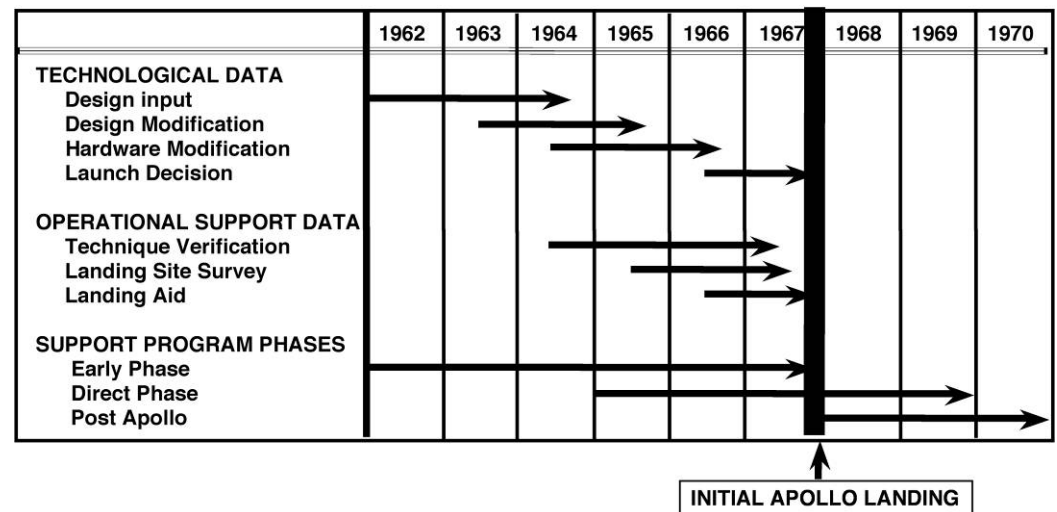 1962 1963 1964 1965 1966 1967 1968 1969 1970
TECHNOLOGICAL DATA
Design input
Design Modification
Hardware Modification
Launch Decision
OPERATIONAL SUPPORT DATA
Technique Verification
Landing Site Survey
Landing Aid
SUPPORT PROGRAM PHASES
Early Phase
Direct Phase
Post Apollo
INITIAL APOLLO LANDING